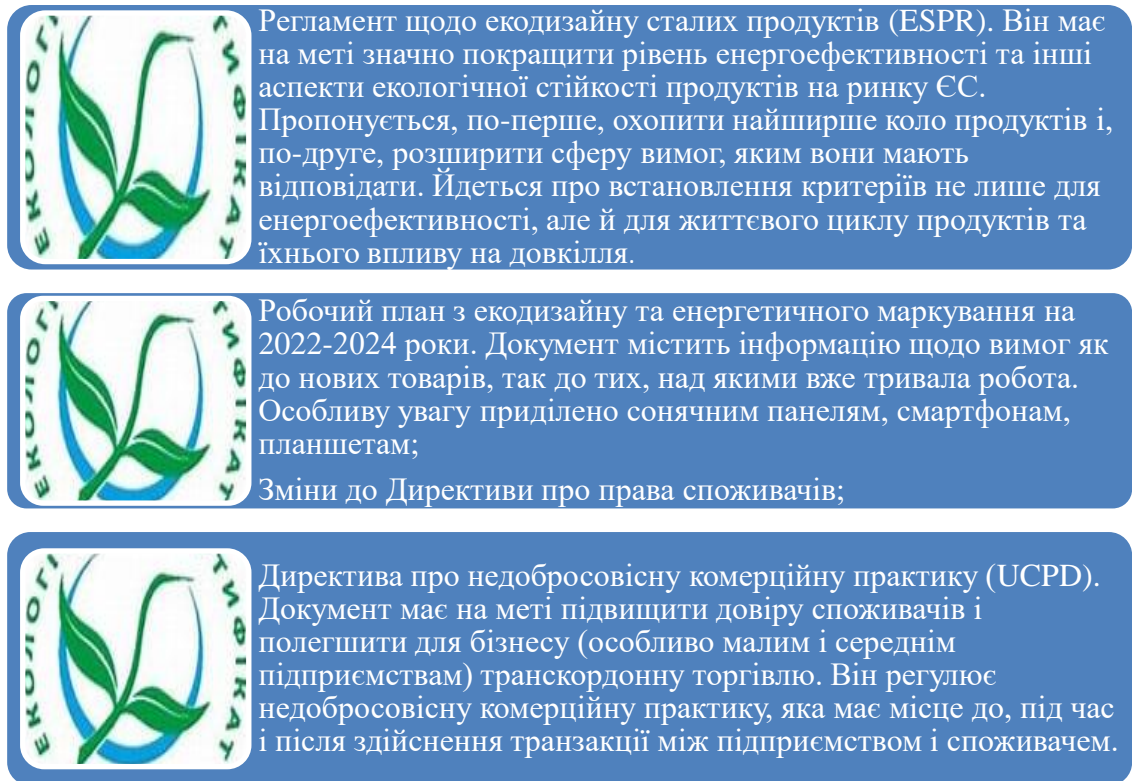 ЕКОЛОГІ
ТИФІКАТ
Регламент щодо екодизайну сталих продуктів (ESPR). Він має
на меті значно покращити рівень енергоефективності та інші
аспекти екологічної стійкості продуктів на ринку ЄС.
Пропонується, по-перше, охопити найширше коло продуктів і,
по-друге, розширити сферу вимог, яким вони мають
відповідати. Йдеться про встановлення критеріїв не лише для
енергоефективності, але й для життєвого циклу продуктів та
їхнього впливу на довкілля.
ЕКОЛОГІ
ТИФІКАТ
Робочий план з екодизайну та енергетичного маркування на
2022-2024 роки. Документ містить інформацію щодо вимог як
до нових товарів, так до тих, над якими вже тривала робота.
Особливу увагу приділено сонячним панелям, смартфонам,
планшетам;
Зміни до Директиви про права споживачів;
ЕКОЛОГІ
ТИФІКАТ
Директива про недобросовісну комерційну практику (UCPD).
Документ має на меті підвищити довіру споживачів і
полегшити для бізнесу (особливо малим і середнім
підприємствам) транскордонну торгівлю. Він регулює
недобросовісну комерційну практику, яка має місце до, під час
і після здійснення транзакції між підприємством і споживачем.